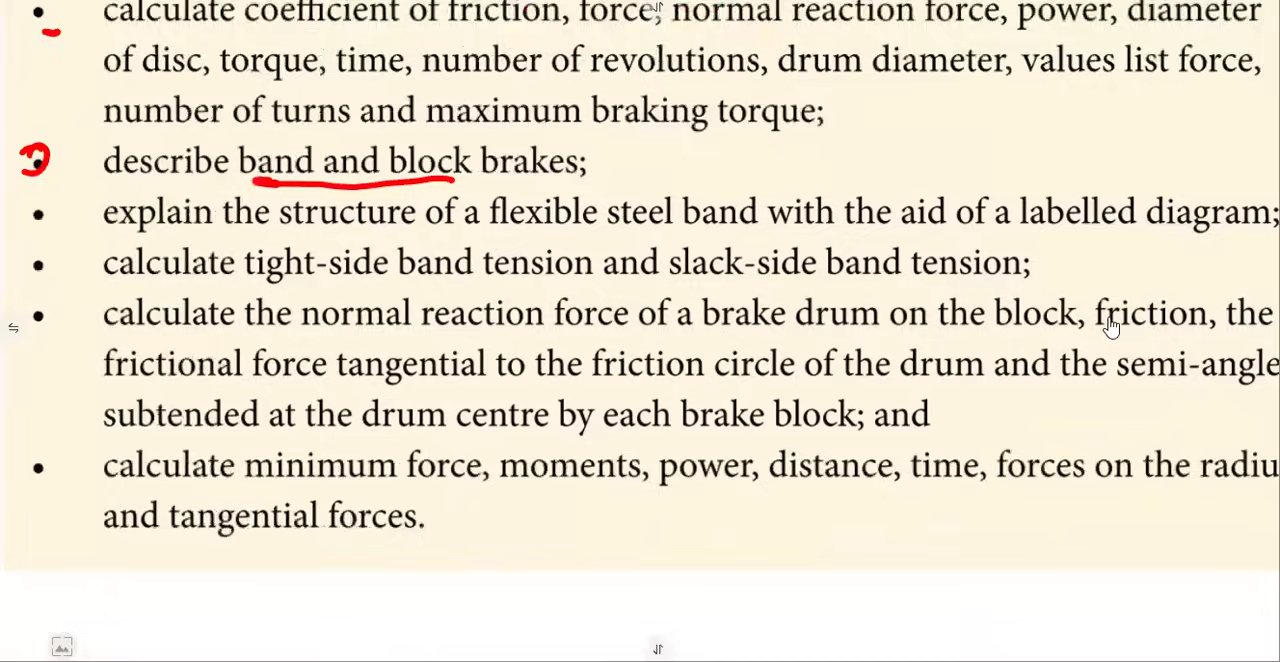 • calculate coefficient of friction, force, normal reaction force, power, diameter
of disc, torque, time, number of revolutions, drum diameter, values list force,
number of turns and maximum braking torque;
• describe band and block brakes;
• explain the structure of a flexible steel band with the aid of a labelled diagram;
• calculate tight-side band tension and slack-side band tension;
• calculate the normal reaction force of a brake drum on the block, friction, the
frictional force tangential to the friction circle of the drum and the semi-angle
subtended at the drum centre by each brake block; and
• calculate minimum force, moments, power, distance, time, forces on the radiu
and tangential forces.